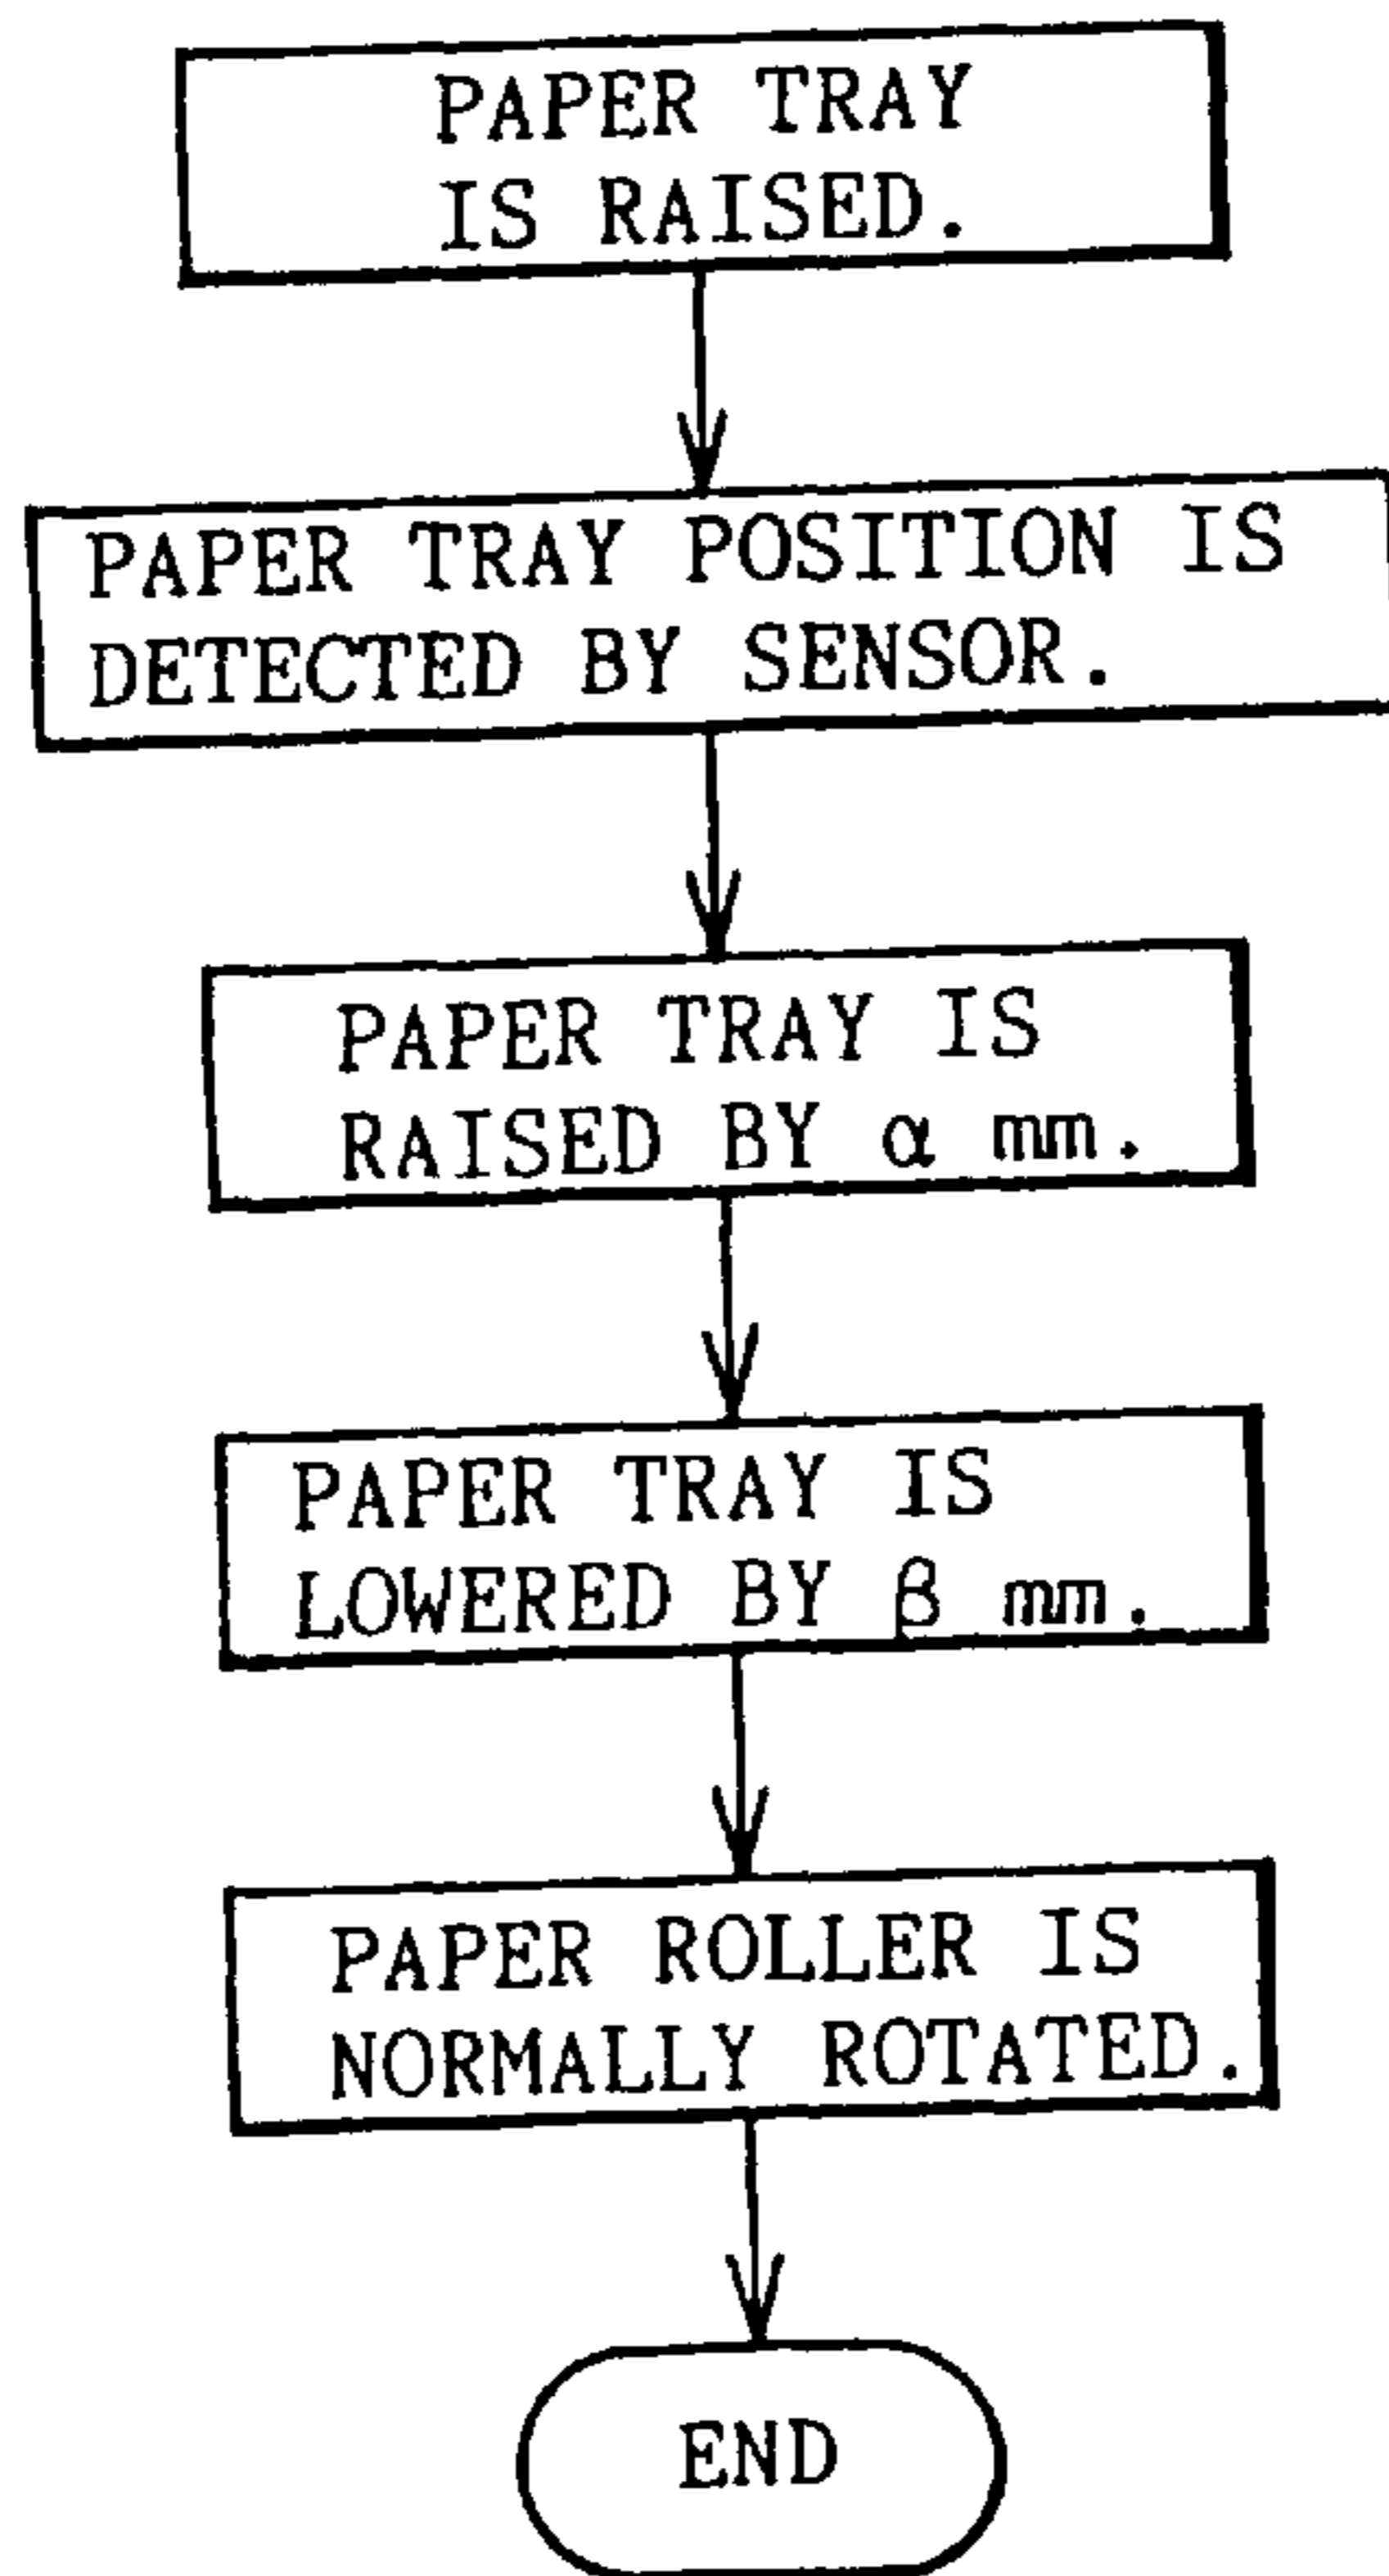 PAPER TRAY
IS RAISED.
PAPER TRAY POSITION IS
DETECTED BY SENSOR.
PAPER TRAY IS
RAISED BY α mm.
PAPER TRAY IS
LOWERED BY β mm.
PAPER ROLLER IS
NORMALLY ROTATED.
END